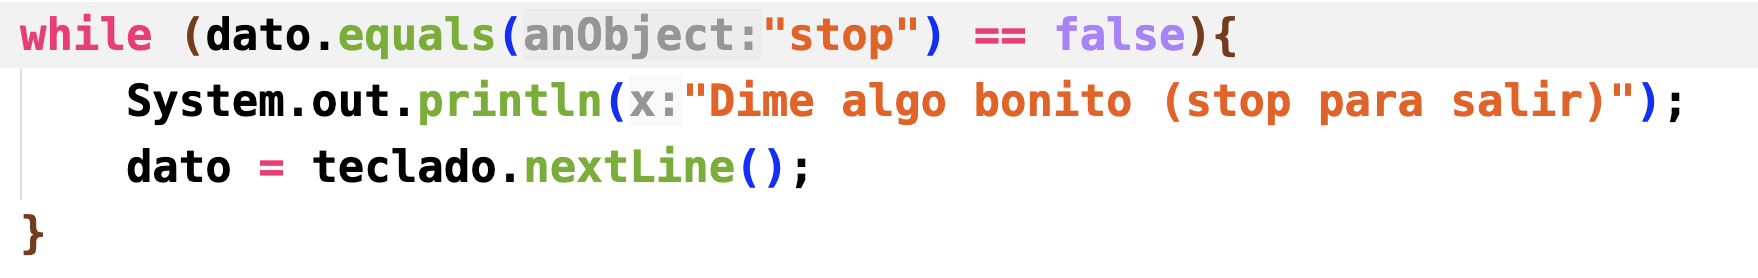 while (dato.equals(anObject:"stop") == false){
System.out.println(x:"Dime algo bonito (stop para salir)");
dato = teclado.nextLine();
}